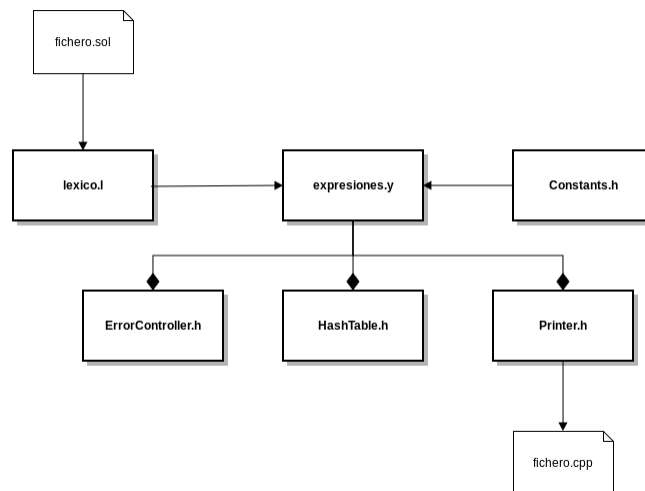 fichero.sol
lexico.l
expresiones.y
Constants.h
ErrorController.h
HashTable.h
Printer.h
fichero.cpp